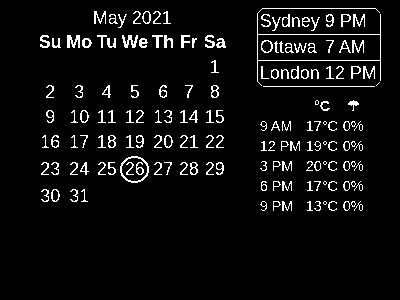 May 2021
Su Mo Tu We Th Fr Sa
1
2 3 4 5 6 7 8
9 10 11 12 13 14 15
16 17 18 19 20 21 22
23 24 25 26 27 28 29
30 31
Sydney 9 PM
Ottawa 7 AM
London 12 PM
°C ☂
9 AM 17°C 0%
12 PM 19°C 0%
3 PM 20°C 0%
6 PM 17°C 0%
9 PM 13°C 0%